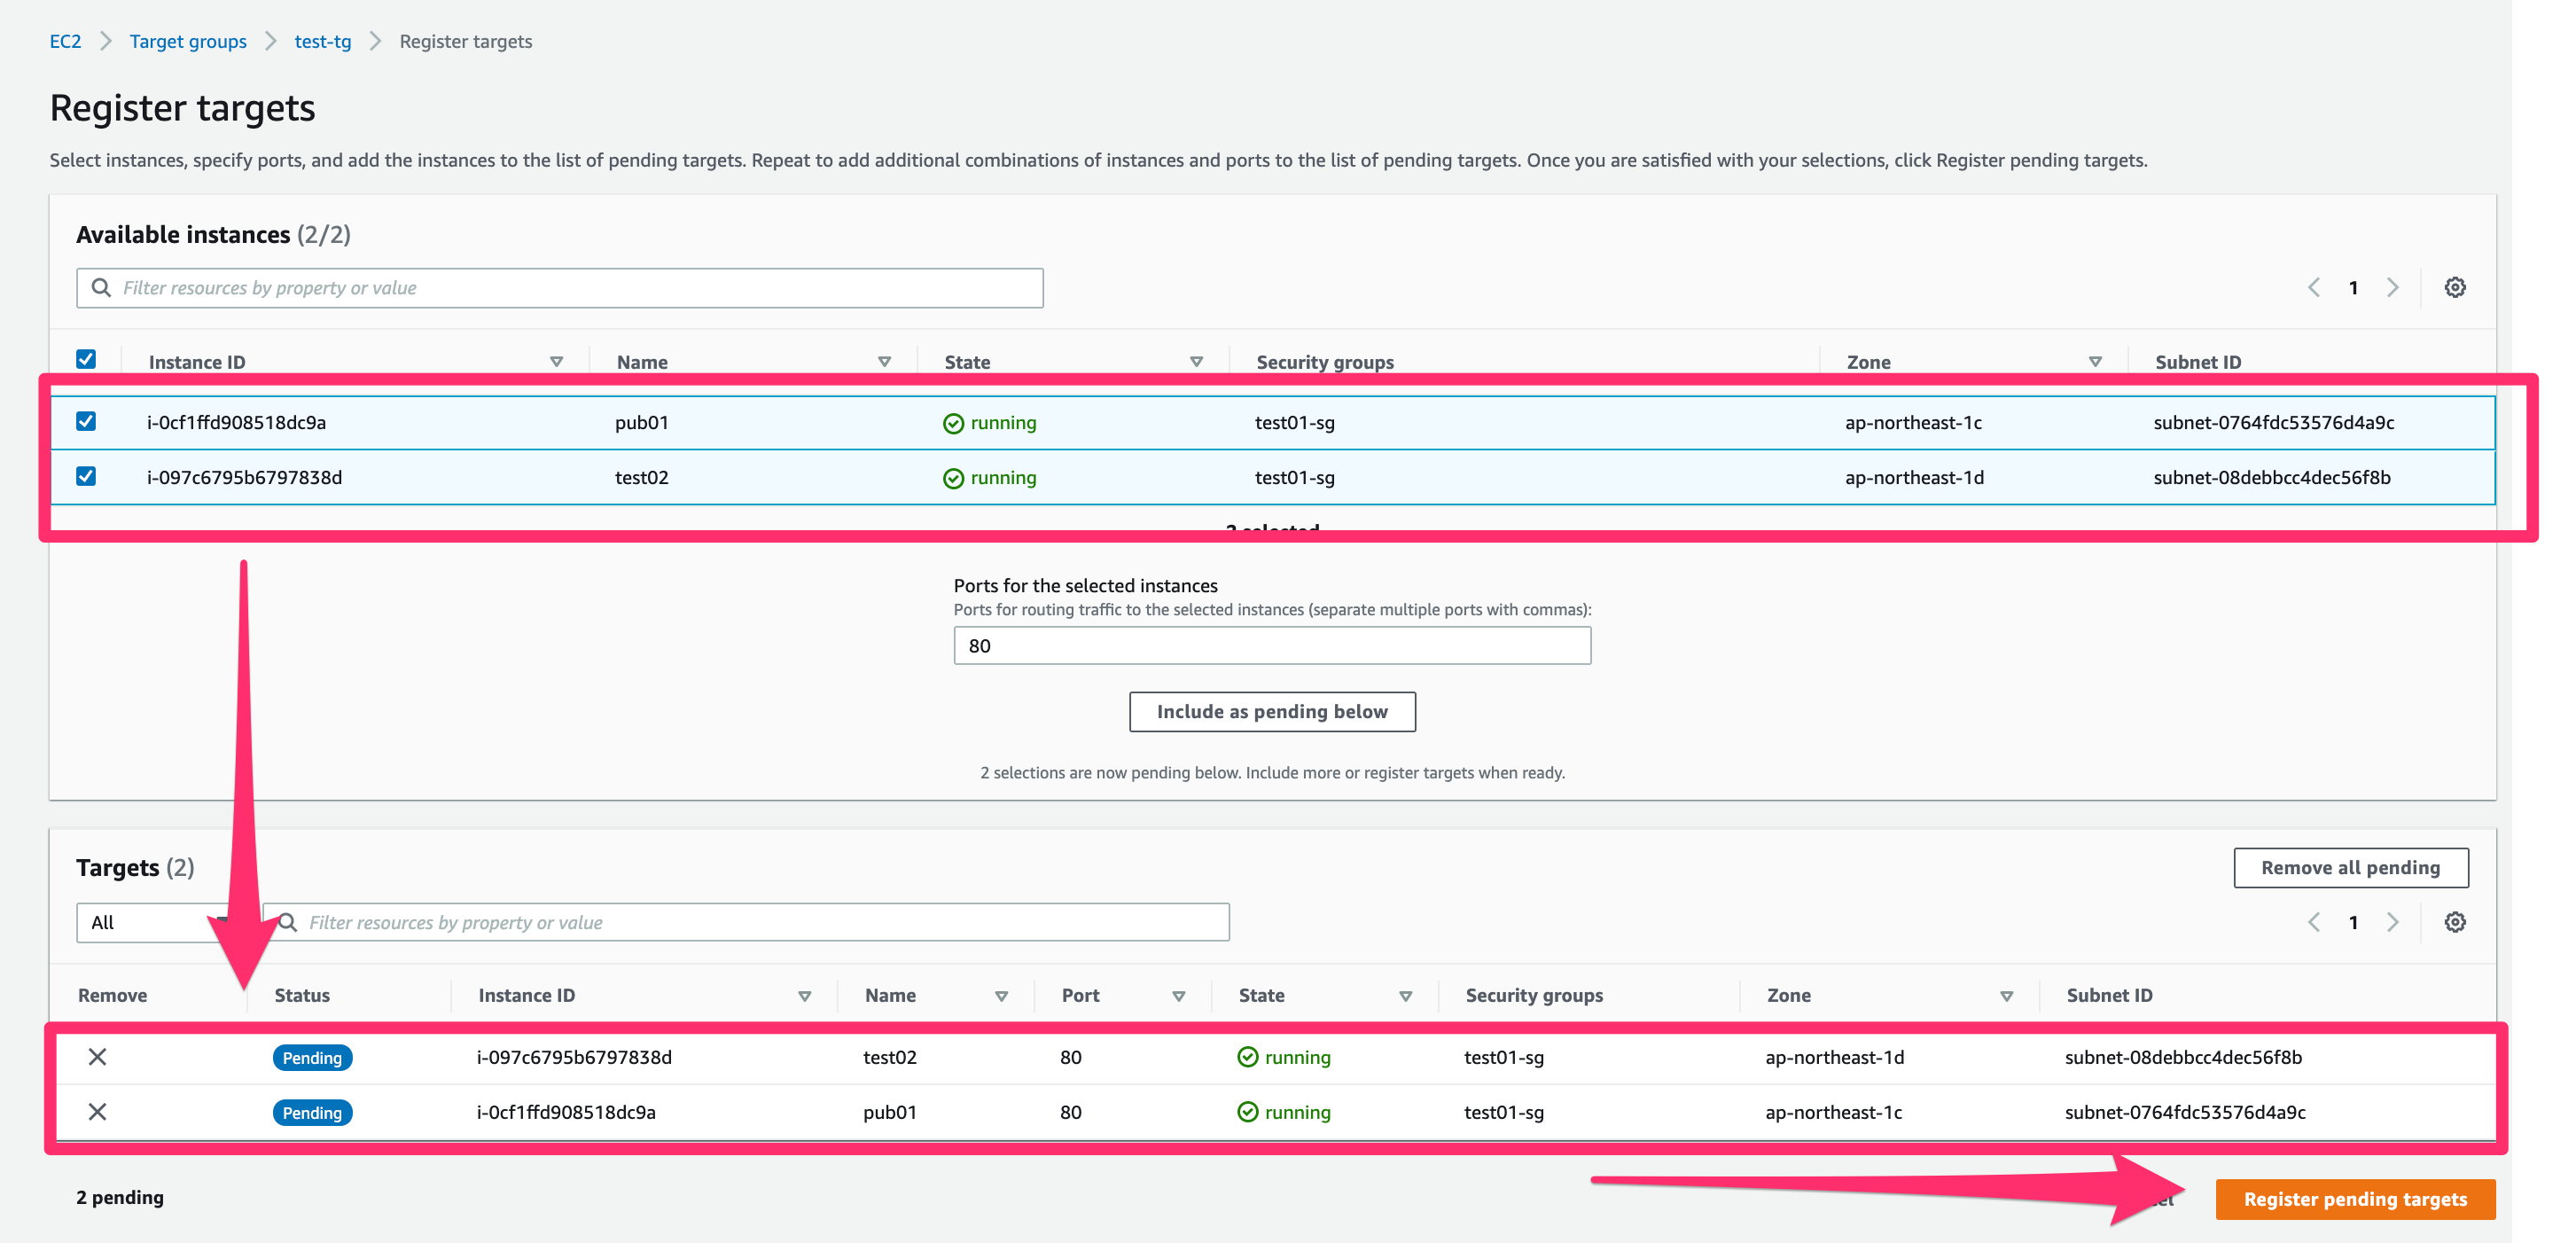 EC2 > Target groups > test-tg > Register targets
Register targets
Select instances, specify ports, and add the instances to the list of pending targets. Repeat to add additional combinations of instances and ports to the list of pending targets. Once you are satisfied with your selections, click Register pending targets.
Available instances (2/2)
Filter resources by property or value
1
Instance ID Name State Security groups Zone Subnet ID
i-0cf1ffd908518dc9a pub01 running test01-sg ap-northeast-1c subnet-0764fdc53576d4a9c
i-097c6795b6797838d test02 running test01-sg ap-northeast-1d subnet-08debbcc4dec56f8b
2 selected
Ports for the selected instances
Ports for routing traffic to the selected instances (separate multiple ports with commas):
80
Include as pending below
2 selections are now pending below. Include more or register targets when ready.
Targets (2)
Remove all pending
All
Filter resources by property or value
1
Remove Status Instance ID Name Port State Security groups Zone Subnet ID
Pending i-097c6795b6797838d test02 80 running test01-sg ap-northeast-1d subnet-08debbcc4dec56f8b
Pending i-0cf1ffd908518dc9a pub01 80 running test01-sg ap-northeast-1c subnet-0764fdc53576d4a9c
2 pending
Register pending targets